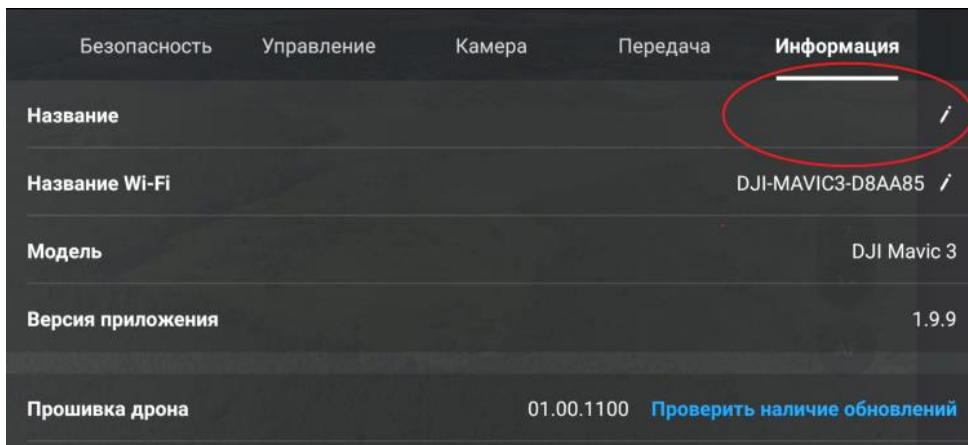 Безопасность Управление Камера Передача Информация
Название
Название Wi-Fi DJI-MAVIC3-D8AA85
Модель DJI Mavic 3
Версия приложения 1.9.9
Прошивка дрона 01.00.1100 Проверить наличие обновлений